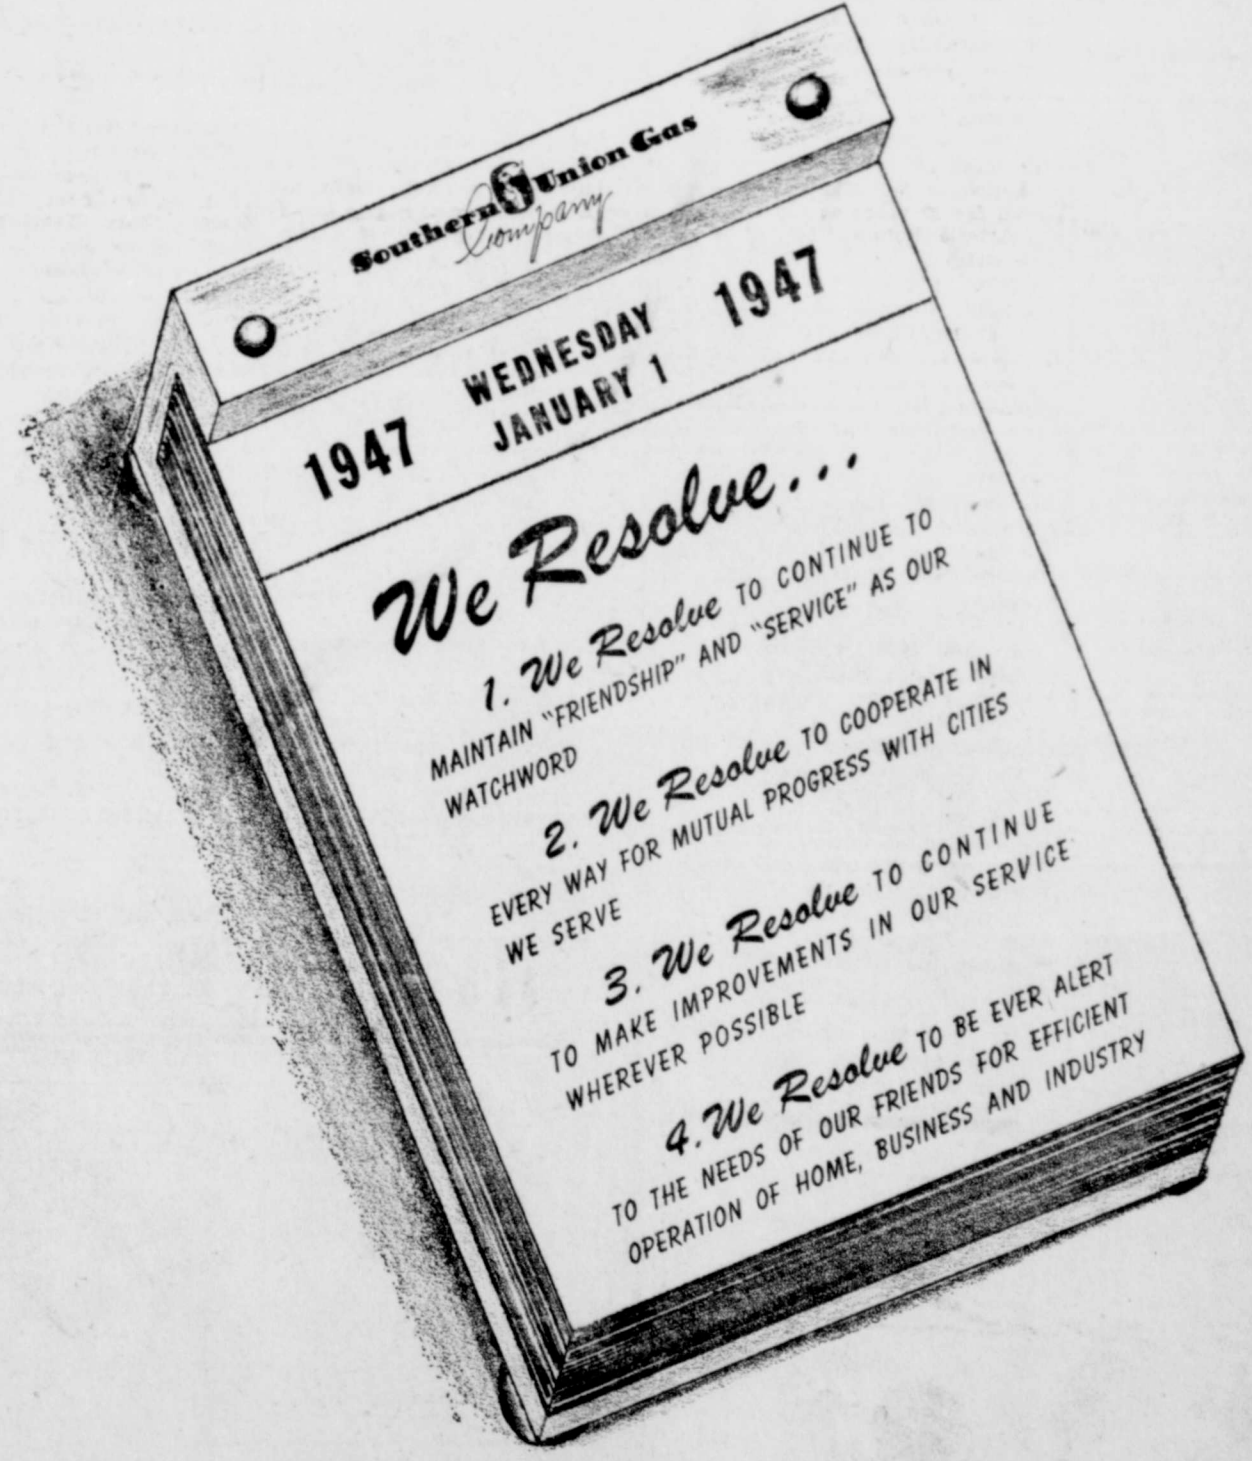 Southern Union Gas
Company
1947 WEDNESDAY 1947
JANUARY 1
We Resolve...
1. We Resolve TO CONTINUE TO
MAINTAIN "FRIENDSHIP" AND "SERVICE" AS OUR
WATCHWORD
2. We Resolve TO COOPERATE IN
EVERY WAY FOR MUTUAL PROGRESS WITH CITIES
WE SERVE
3. We Resolve TO CONTINUE
TO MAKE IMPROVEMENTS IN OUR SERVICE
WHEREVER POSSIBLE
4. We Resolve TO BE EVER ALERT
TO THE NEEDS OF OUR FRIENDS FOR EFFICIENT
OPERATION OF HOME, BUSINESS AND INDUSTRY